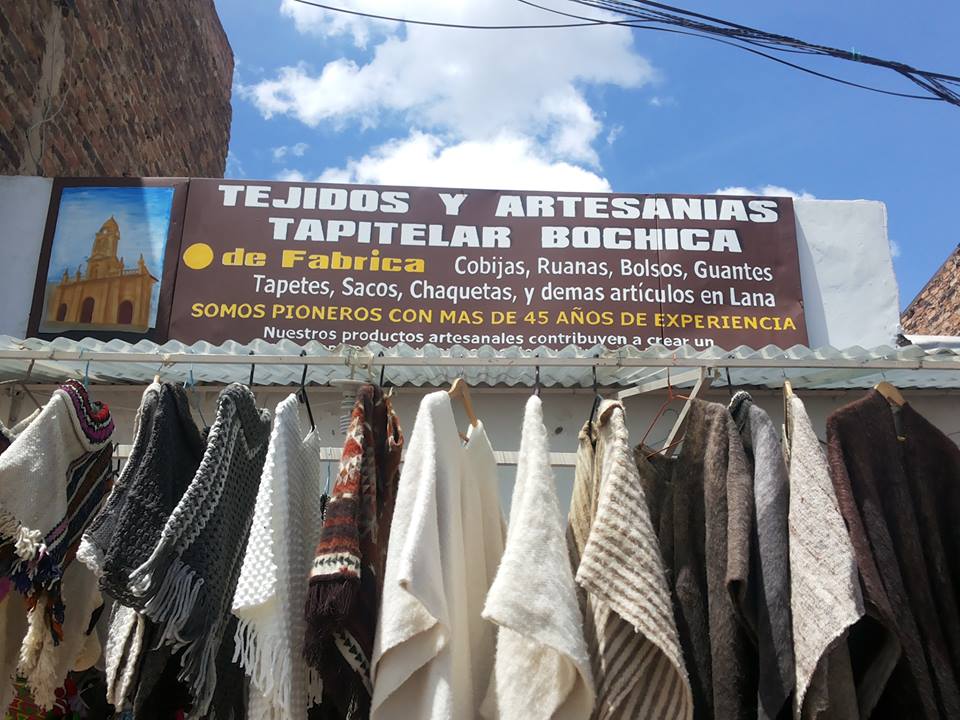 TEJIDOS Y ARTESANIAS
TAPITELAR BOCHICA
de Fabrica Cobijas, Ruanas, Bolsos, Guantes
Tapetes, Sacos, Chaquetas, y demas artículos en Lana
SOMOS PIONEROS CON MAS DE 45 AÑOS DE EXPERIENCIA
Nuestros productos artesanales contribuyen a crear un